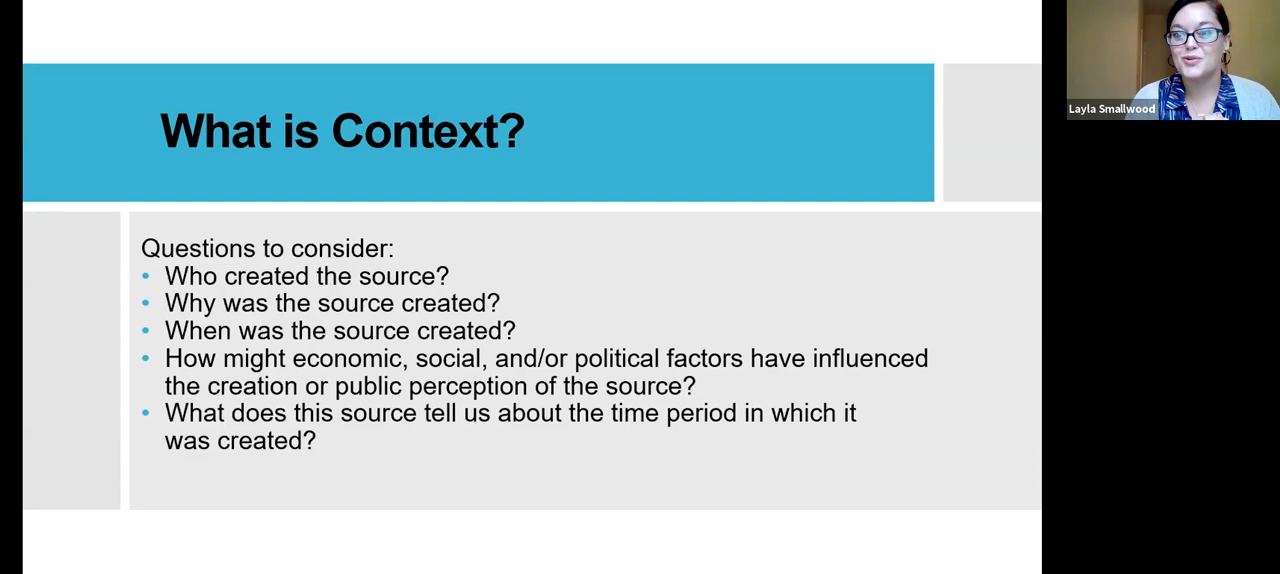 What is Context?
Layla Smallwood
Questions to consider:
• Who created the source?
• Why was the source created?
• When was the source created?
• How might economic, social, and/or political factors have influenced
the creation or public perception of the source?
• What does this source tell us about the time period in which it
was created?